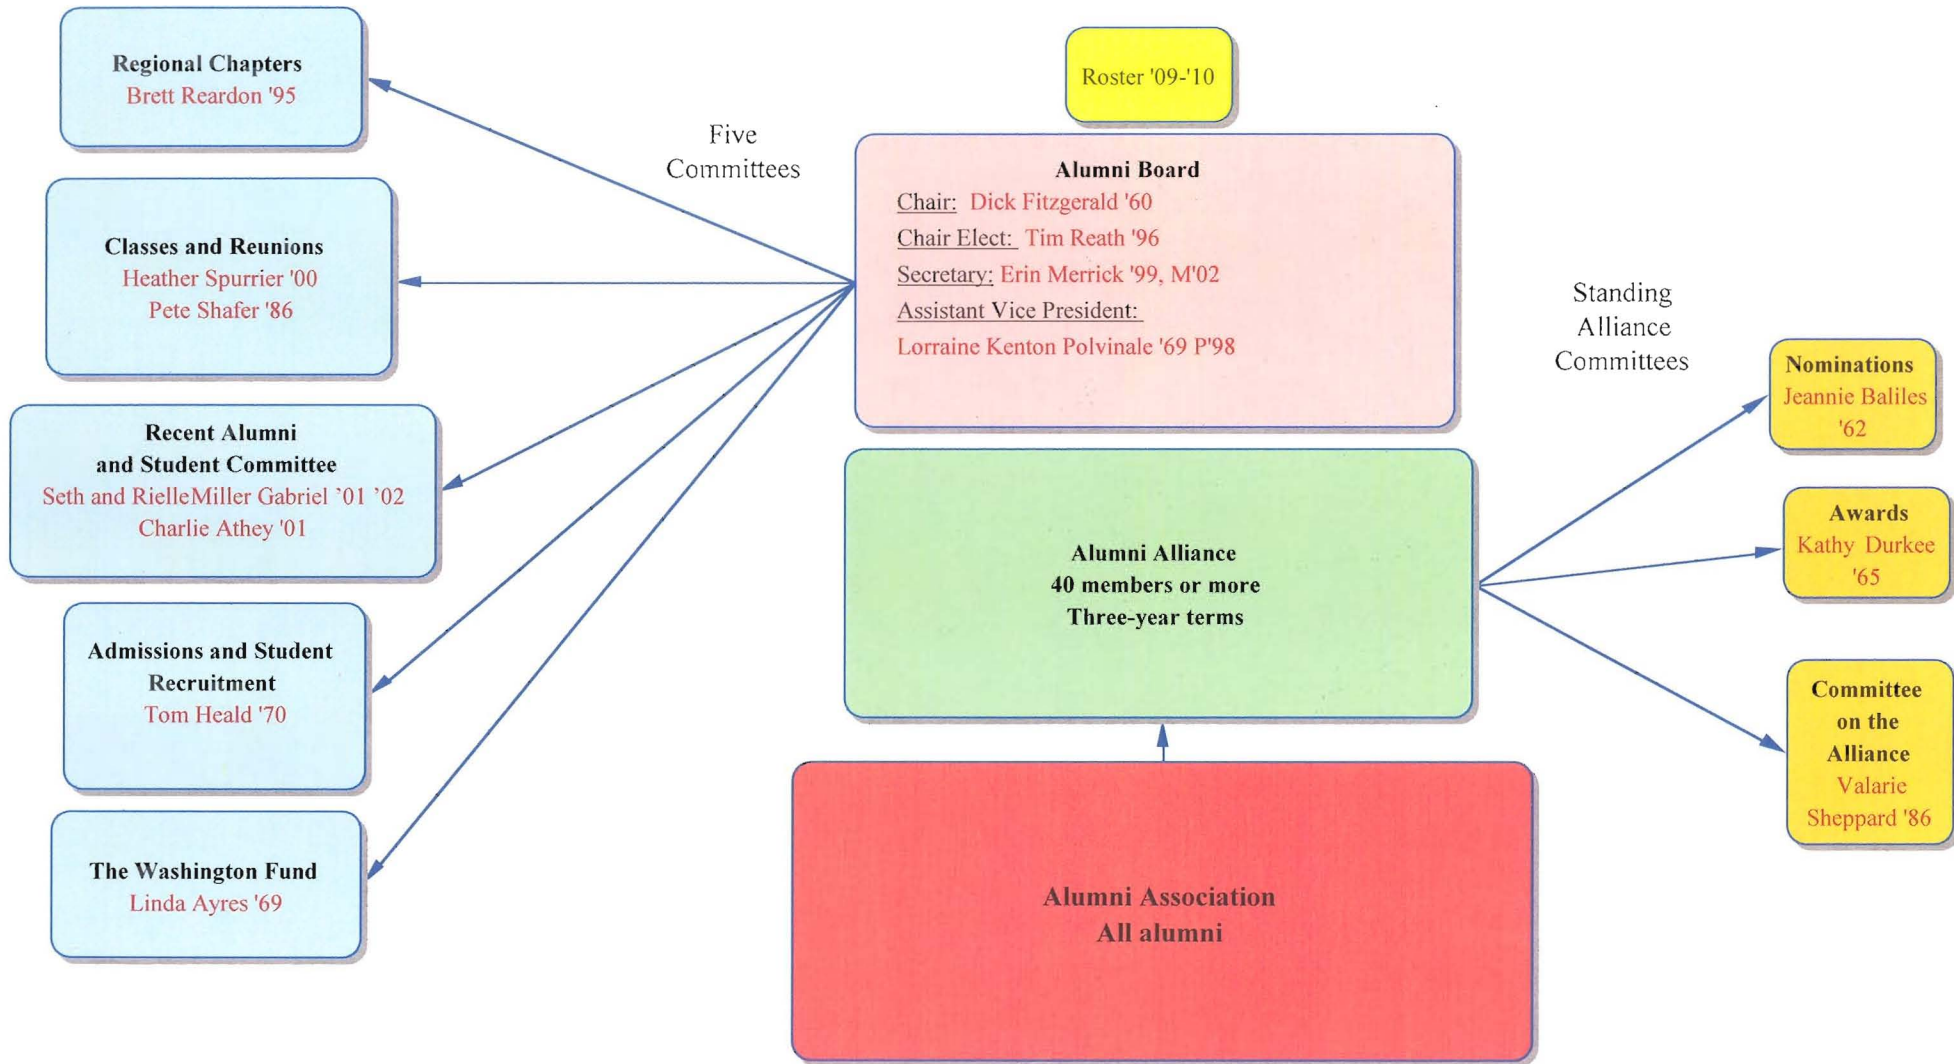 Regional Chapters
Brett Reardon '95
Classes and Reunions
Heather Spurrier '00
Pete Shafer '86
Recent Alumni
and Student Committee
Seth and RielleMiller Gabriel ’01 ’02
Charlie Athey '01
Admissions and Student
Recruitment
Tom Heald '70
The Washington Fund
Linda Ayres '69
Five
Committees
Roster '09-'10
Alumni Board
Chair: Dick Fitzgerald '60
Chair Elect: Tim Reath '96
Secretary: Erin Merrick '99, M'02
Assistant Vice President:
Lorraine Kenton Polvinale '69 P'98
Alumni Alliance
40 members or more
Three-year terms
Alumni Association
All alumni
Standing
Alliance
Committees
Nominations
Jeannie Baliles
'62
Awards
Kathy Durkee
'65
Committee
on the
Alliance
Valarie
Sheppard '86